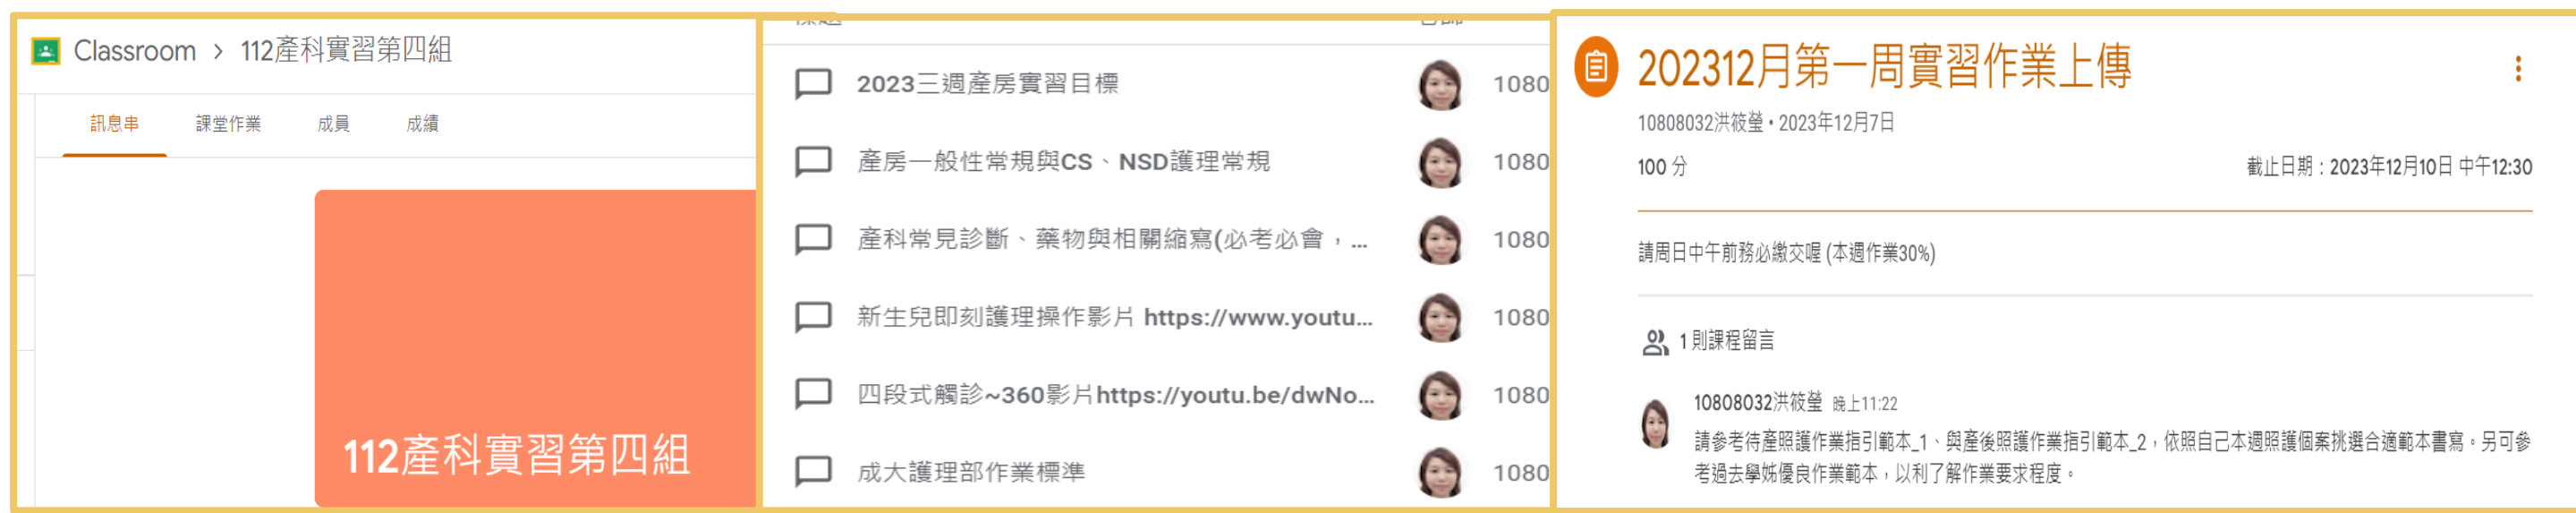 Classroom > 112產科實習第四組
訊息串 課堂作業 成員 成績
112產科實習第四組
2023三週產房實習目標 1080
產房一般性常規與CS、NSD護理常規 1080
產科常見診斷、藥物與相關縮寫(必考必會，... 1080
新生兒即刻護理操作影片 https://www.youtu... 1080
四段式觸診~360影片https://youtu.be/dwNo... 1080
成大護理部作業標準 1080
202312月第一周實習作業上傳
10808032洪筱瑩 • 2023年12月7日
100 分 截止日期：2023年12月10日 中午12:30
請周日中午前務必繳交喔 (本週作業30%)
1 則課程留言
10808032洪筱瑩 晚上11:22
請參考待產照護作業指引範本_1、與產後照護作業指引範本_2，依照自己本週照護個案挑選合適範本書寫。另可參
考過去學姊優良作業範本，以利了解作業要求程度。